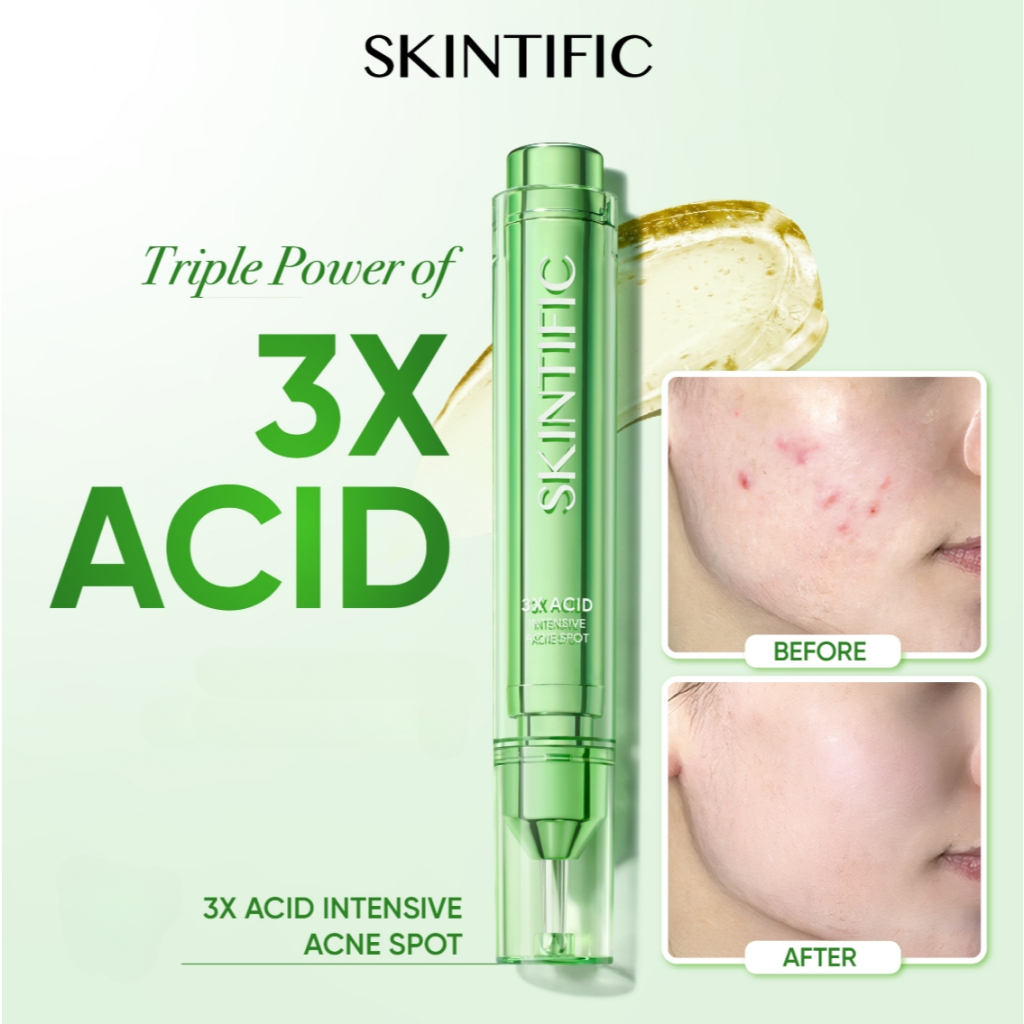 SKINTIFIC
Triple Power of
3X
ACID
SKINTIFIC
3X ACID
INTENSIVE
ACNE SPOT
BEFORE
AFTER
3X ACID INTENSIVE
ACNE SPOT